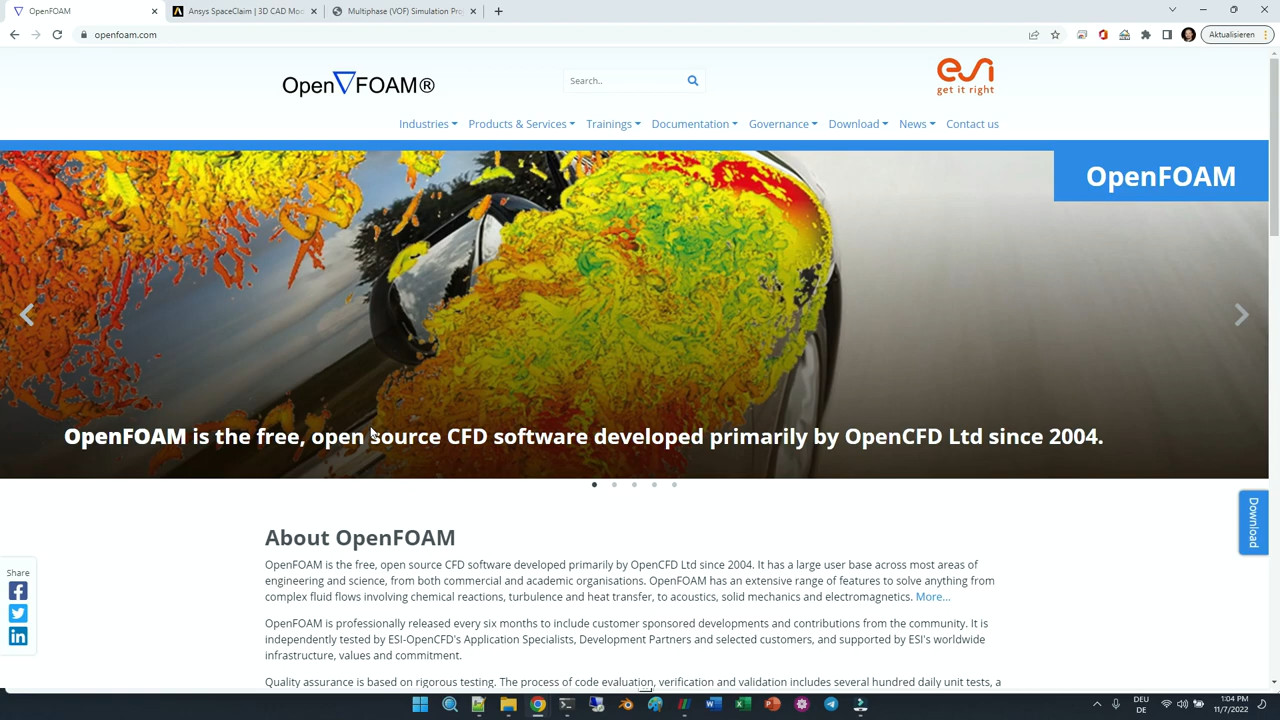 OpenFOAM
Ansys SpaceClaim | 3D CAD Mod
Multiphase (VOF) Simulation Pro
openfoam.com
Aktualisieren
Open∇FOAM®
Search..
esi
get it right
Industries
Products & Services
Trainings
Documentation
Governance
Download
News
Contact us
OpenFOAM
OpenFOAM is the free, open source CFD software developed primarily by OpenCFD Ltd since 2004.
Download
About OpenFOAM
OpenFOAM is the free, open source CFD software developed primarily by OpenCFD Ltd since 2004. It has a large user base across most areas of
engineering and science, from both commercial and academic organisations. OpenFOAM has an extensive range of features to solve anything from
complex fluid flows involving chemical reactions, turbulence and heat transfer, to acoustics, solid mechanics and electromagnetics. More...
OpenFOAM is professionally released every six months to include customer sponsored developments and contributions from the community. It is
independently tested by ESI-OpenCFD's Application Specialists, Development Partners and selected customers, and supported by ESI's worldwide
infrastructure, values and commitment.
Quality assurance is based on rigorous testing. The process of code evaluation, verification and validation includes several hundred daily unit tests, a
Share
DEU
DE
1:04 PM
11/7/2022